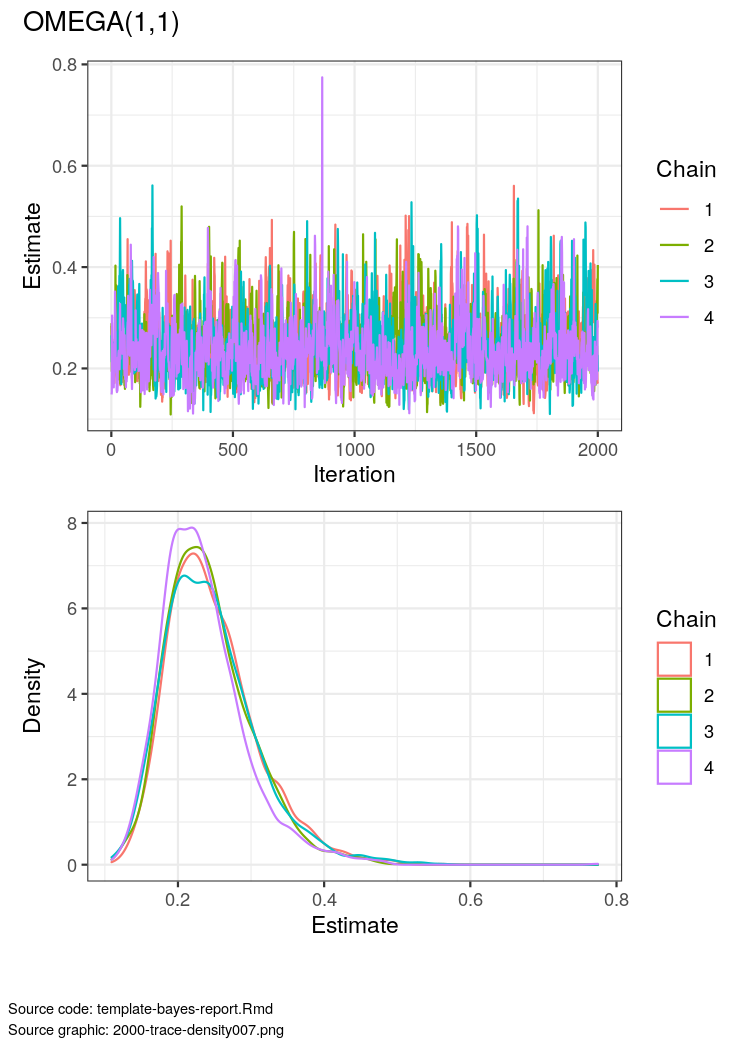 OMEGA(1,1)
0.8
0.6
0.4
0.2
Estimate
0
500
1000
1500
2000
Iteration
Chain
1
2
3
4
8
6
4
2
0
Density
0.2
0.4
0.6
0.8
Estimate
Chain
1
2
3
4
Source code: template-bayes-report.Rmd
Source graphic: 2000-trace-density007.png